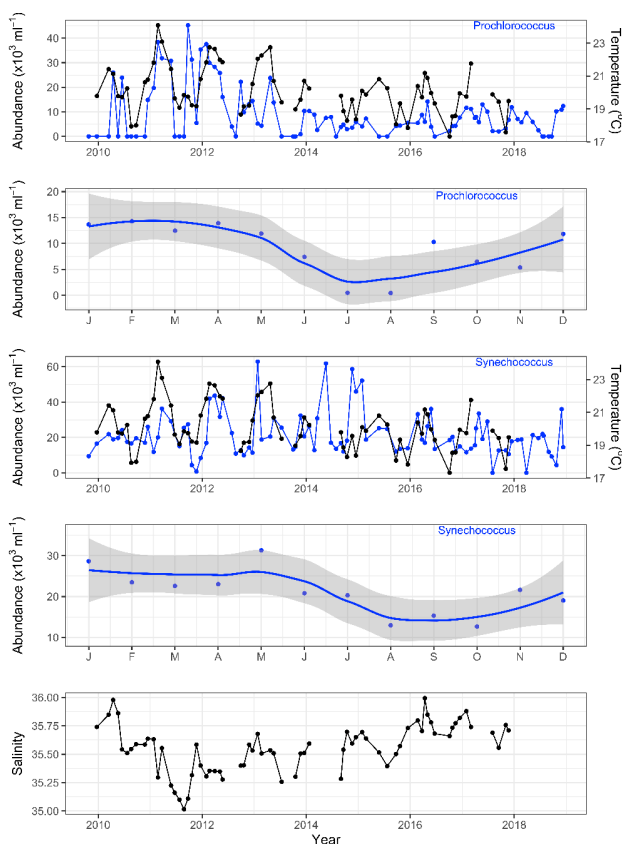 Prochlorococcus
Abundance (x10³ ml⁻¹)
Temperature (°C)
40
30
20
10
0
23
21
19
17
2010 2012 2014 2016 2018
Prochlorococcus
Abundance (x10³ ml⁻¹)
20
15
10
5
0
J F M A M J J A S O N D
Synechococcus
Abundance (x10³ ml⁻¹)
Temperature (°C)
60
40
20
0
23
21
19
17
2010 2012 2014 2016 2018
Synechococcus
Abundance (x10³ ml⁻¹)
30
20
10
J F M A M J J A S O N D
Salinity
36.00
35.75
35.50
35.25
35.00
2010 2012 2014 2016 2018
Year